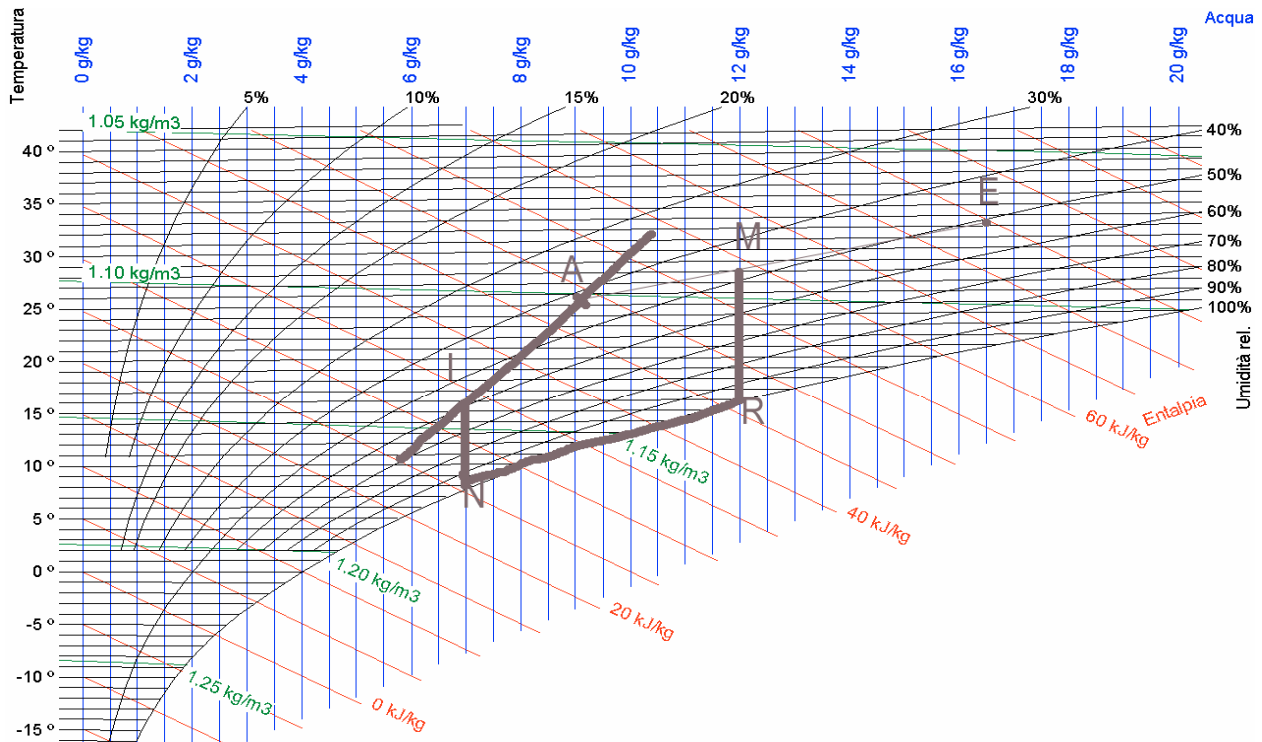 Temperatura
Acqua
0 g/kg
2 g/kg
4 g/kg
6 g/kg
8 g/kg
10 g/kg
12 g/kg
14 g/kg
16 g/kg
18 g/kg
20 g/kg
5%
10%
15%
20%
30%
1.05 kg/m3
40%
40 º
50%
E
35 º
60%
M
70%
30 º
A
80%
1.10 kg/m3
90%
25 º
100%
20 º
I
Umidità rel.
15 º
R
Entalpia
60 kJ/kg
1.15 kg/m3
10 º
N
5 º
40 kJ/kg
0 º
1.20 kg/m3
20 kJ/kg
-5 º
-10 º
1.25 kg/m3
0 kJ/kg
-15 º